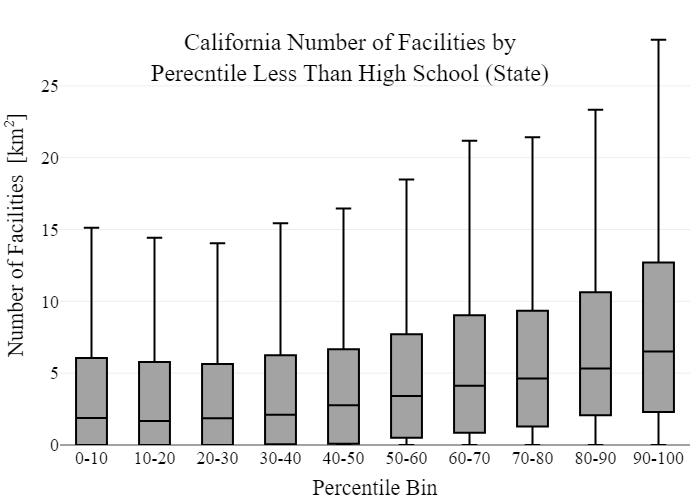 California Number of Facilities by
Perecntile Less Than High School (State)
Number of Facilities [km²]
25
20
15
10
5
0
0-10 10-20 20-30 30-40 40-50 50-60 60-70 70-80 80-90 90-100
Percentile Bin